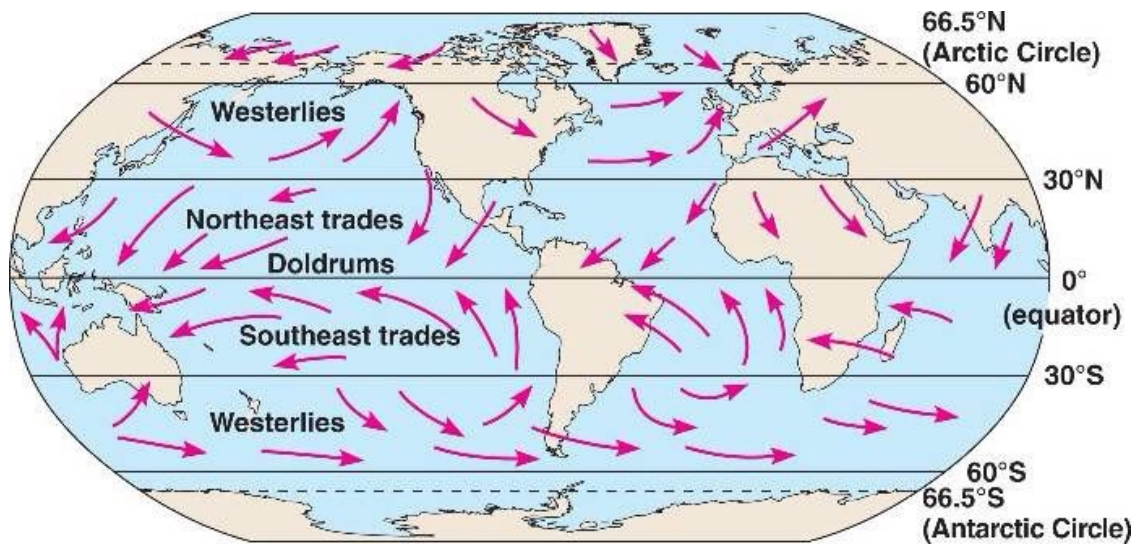 66.5°N
(Arctic Circle)
60°N
Westerlies
30°N
Northeast trades
Doldrums
0°
(equator)
Southeast trades
30°S
Westerlies
60°S
66.5°S
(Antarctic Circle)